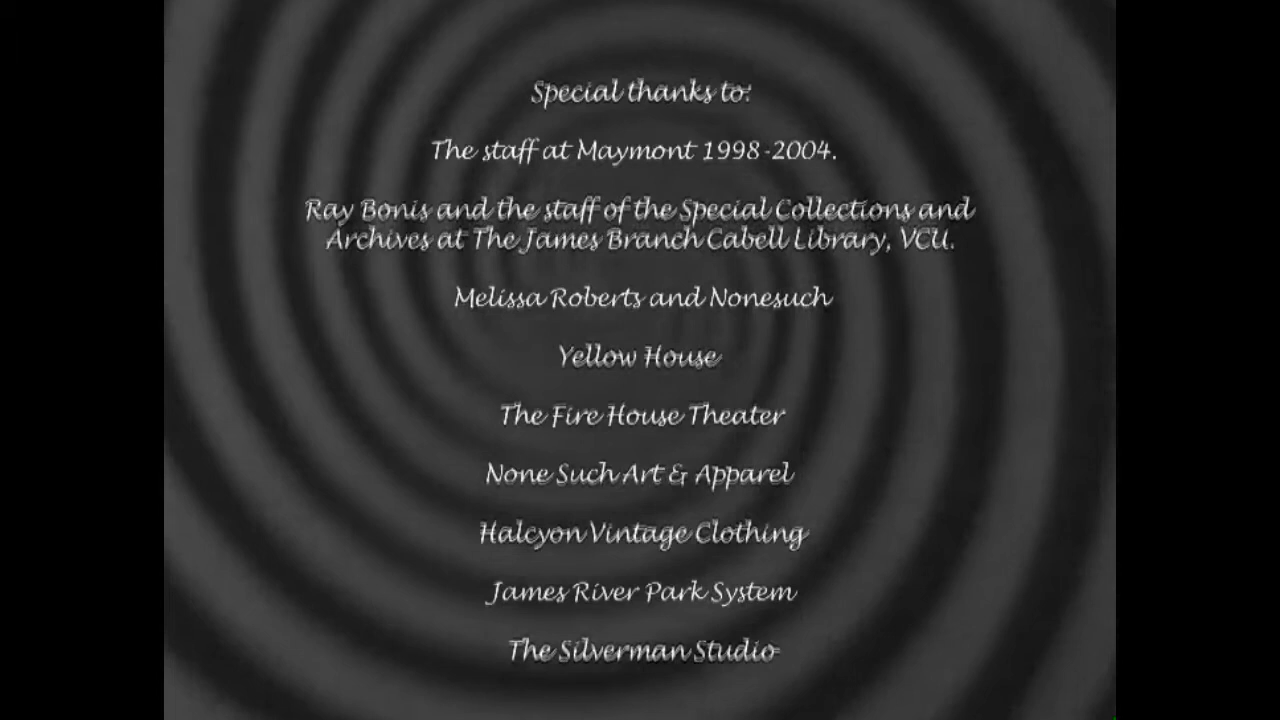 Special thanks to:
The staff at Maymont 1998-2004.
Ray Bonis and the staff of the Special Collections and
Archives at The James Branch Cabell Library, VCU.
Melissa Roberts and Nonesuch
Yellow House
The Fire House Theater
None Such Art & Apparel
Halcyon Vintage Clothing
James River Park System
The Silverman Studio